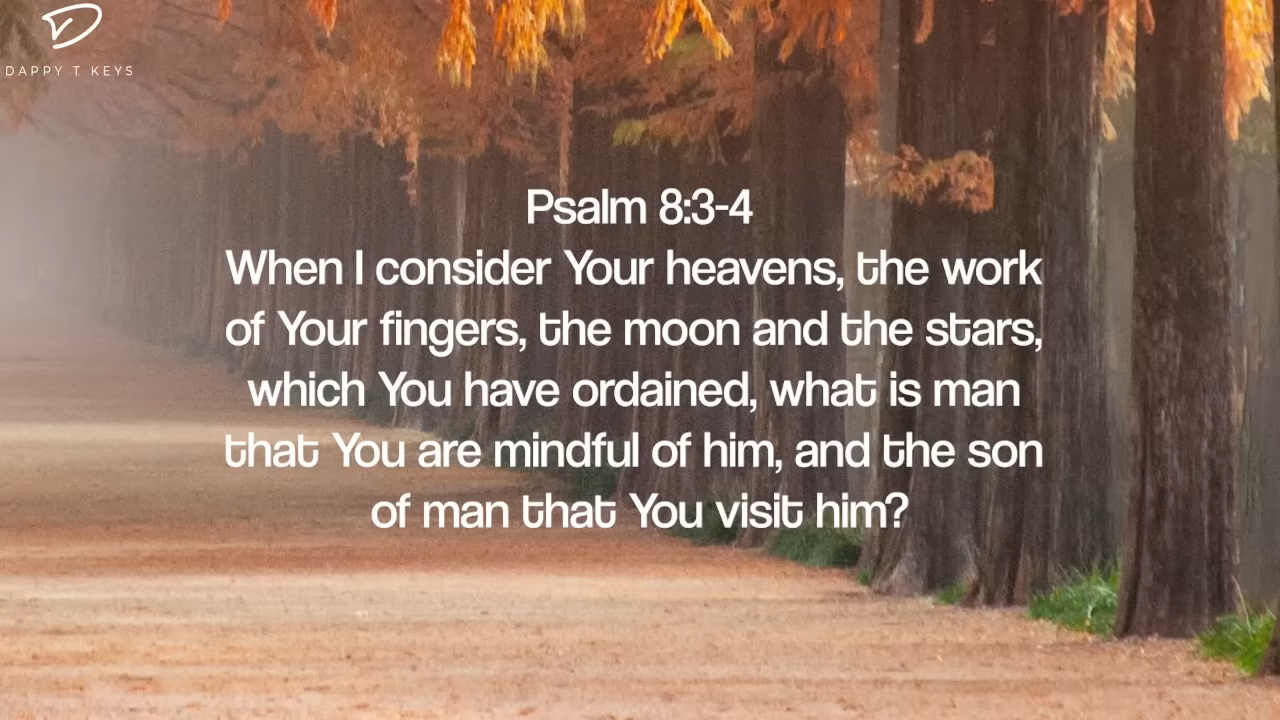 DAPPY T KEYS
Psalm 8:3-4
When I consider Your heavens, the work
of Your fingers, the moon and the stars,
which You have ordained, what is man
that You are mindful of him, and the son
of man that You visit him?